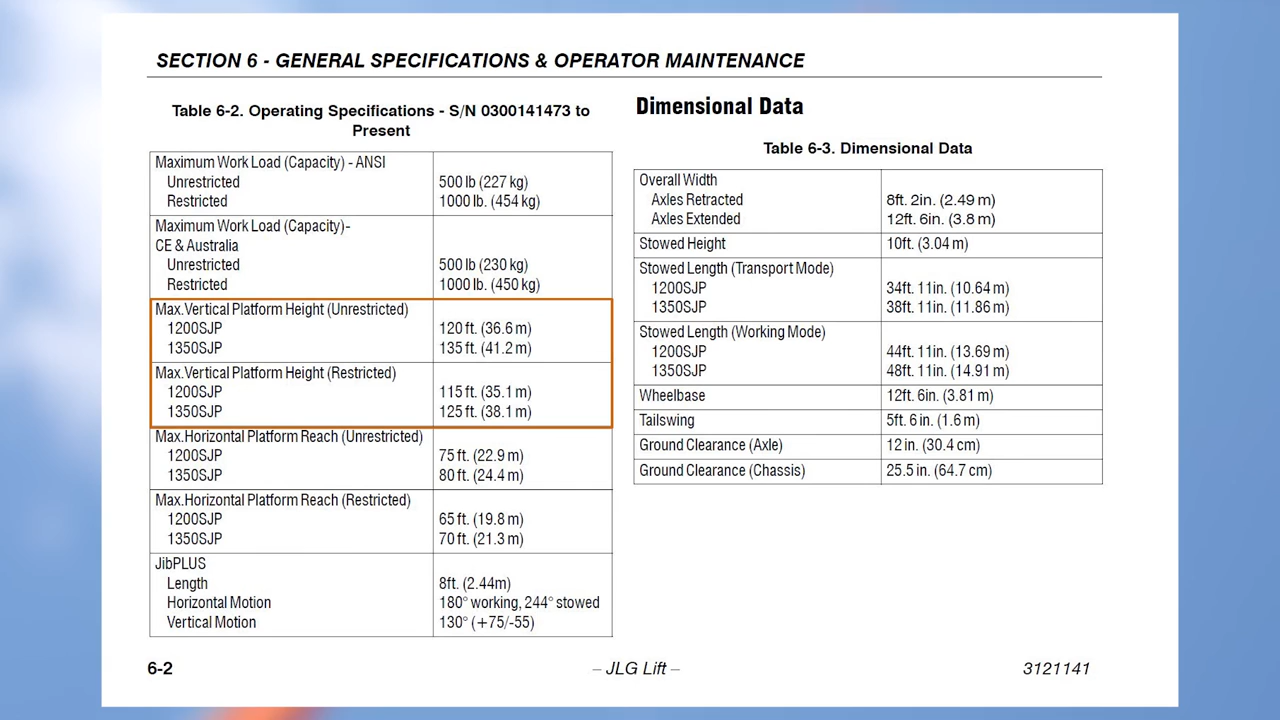 SECTION 6 - GENERAL SPECIFICATIONS & OPERATOR MAINTENANCE
Table 6-2. Operating Specifications - S/N 0300141473 to
Present
Maximum Work Load (Capacity) - ANSI
Unrestricted 500 lb (227 kg)
Restricted 1000 lb. (454 kg)
Maximum Work Load (Capacity)-
CE & Australia
Unrestricted 500 lb (230 kg)
Restricted 1000 lb. (450 kg)
Max.Vertical Platform Height (Unrestricted)
1200SJP 120 ft. (36.6 m)
1350SJP 135 ft. (41.2 m)
Max.Vertical Platform Height (Restricted)
1200SJP 115 ft. (35.1 m)
1350SJP 125 ft. (38.1 m)
Max.Horizontal Platform Reach (Unrestricted)
1200SJP 75 ft. (22.9 m)
1350SJP 80 ft. (24.4 m)
Max.Horizontal Platform Reach (Restricted)
1200SJP 65 ft. (19.8 m)
1350SJP 70 ft. (21.3 m)
JibPLUS
Length 8ft. (2.44m)
Horizontal Motion 180° working, 244° stowed
Vertical Motion 130° (+75/-55)
Dimensional Data
Table 6-3. Dimensional Data
Overall Width
Axles Retracted 8ft. 2in. (2.49 m)
Axles Extended 12ft. 6in. (3.8 m)
Stowed Height 10ft. (3.04 m)
Stowed Length (Transport Mode)
1200SJP 34ft. 11in. (10.64 m)
1350SJP 38ft. 11in. (11.86 m)
Stowed Length (Working Mode)
1200SJP 44ft. 11in. (13.69 m)
1350SJP 48ft. 11in. (14.91 m)
Wheelbase 12ft. 6in. (3.81 m)
Tailswing 5ft. 6 in. (1.6 m)
Ground Clearance (Axle) 12 in. (30.4 cm)
Ground Clearance (Chassis) 25.5 in. (64.7 cm)
6-2 – JLG Lift – 3121141